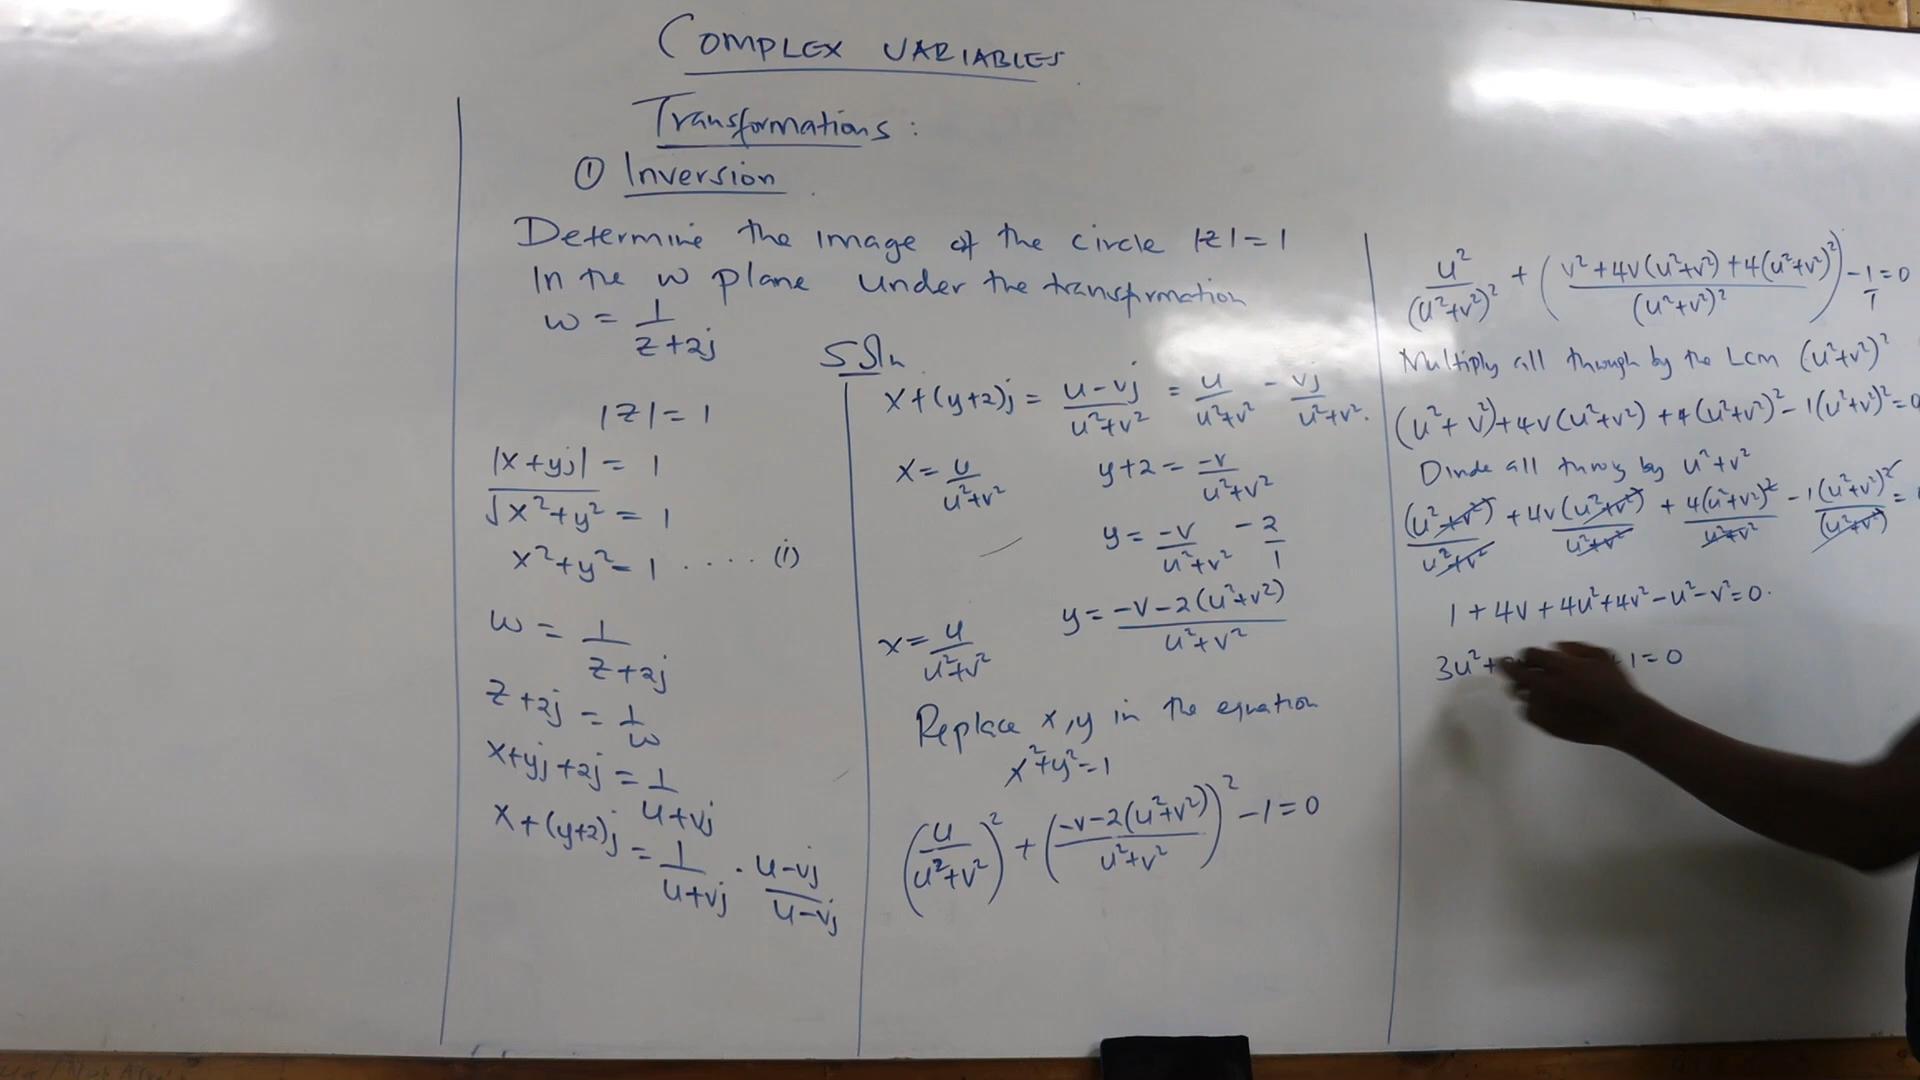 COMPLEX VARIABLES
Transformations:
① Inversion
Determine the image of the circle |z| = 1
In the w plane under the transformation
w = 1/(z+2j)
Soln
|z| = 1
|x+yj| = 1
√(x²+y²) = 1
x²+y² = 1 .... (i)
w = 1/(z+2j)
z+2j = 1/w
x+yj+2j = 1/(u+vj)
x+(y+2)j = 1/(u+vj) · (u-vj)/(u-vj)
x+(y+2)j = (u-vj)/(u²+v²) = u/(u²+v²) - vj/(u²+v²).
x = u/(u²+v²)   y+2 = -v/(u²+v²)
y = -v/(u²+v²) - 2/1
x = u/(u²+v²)   y = (-v-2(u²+v²))/(u²+v²)
Replace x,y in the equation
x²+y²=1
(u/(u²+v²))² + ((-v-2(u²+v²))/(u²+v²))² -1=0
u²/(u²+v²)² + ((v²+4v(u²+v²)+4(u²+v²)²)/(u²+v²)²) - 1/1 = 0
Multiply all through by the Lcm (u²+v²)²
(u²+v²)+4v(u²+v²)+4(u²+v²)²-1(u²+v²)²=0
all by u²+v²
(u²+v²)/(u²+v²) + 4v(u²+v²)/(u²+v²) + 4(u²+v²)²/(u²+v²) - 1(u²+v²)²/(u²+v²) =
1+4v+4u²+4v²-u²-v²=0.
3u²+ +1=0